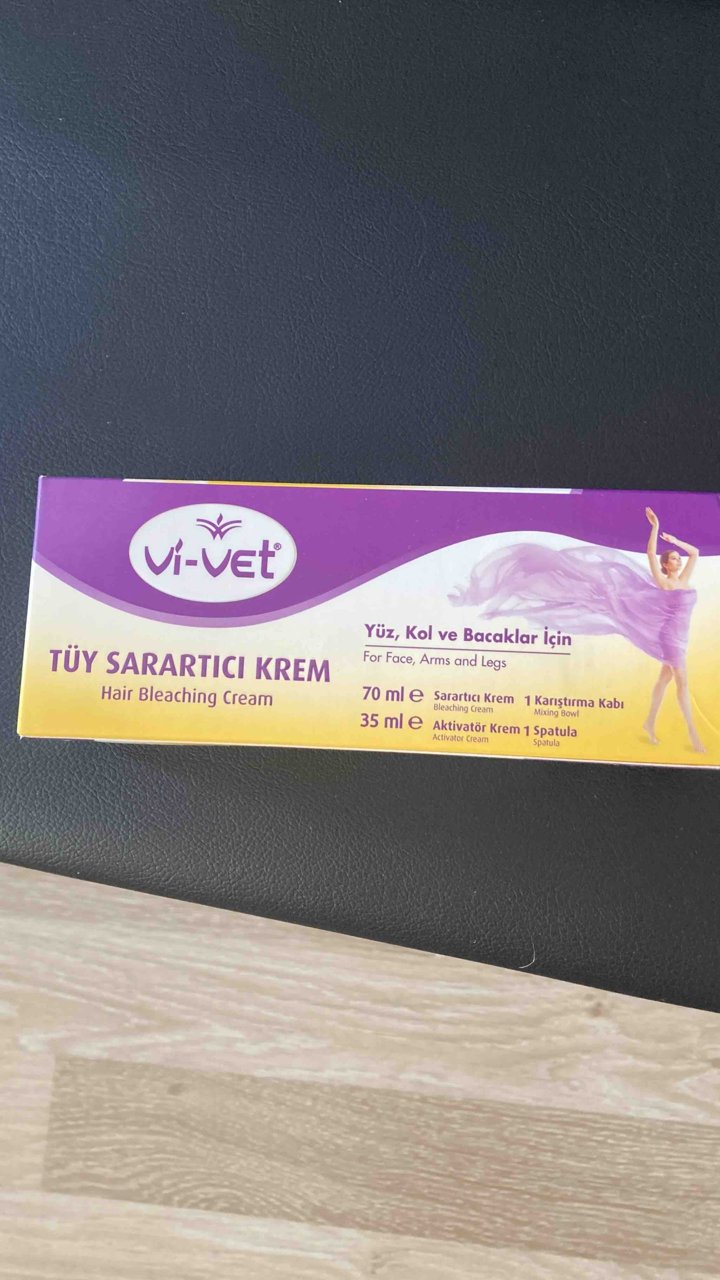 Vi-VET®
TÜY SARARTICI KREM
Hair Bleaching Cream
Yüz, Kol ve Bacaklar İçin
For Face, Arms and Legs
70 ml ℮ Sarartıcı Krem 1 Karıştırma Kabı
Bleaching Cream Mixing Bowl
35 ml ℮ Aktivatör Krem 1 Spatula
Activator Cream Spatula